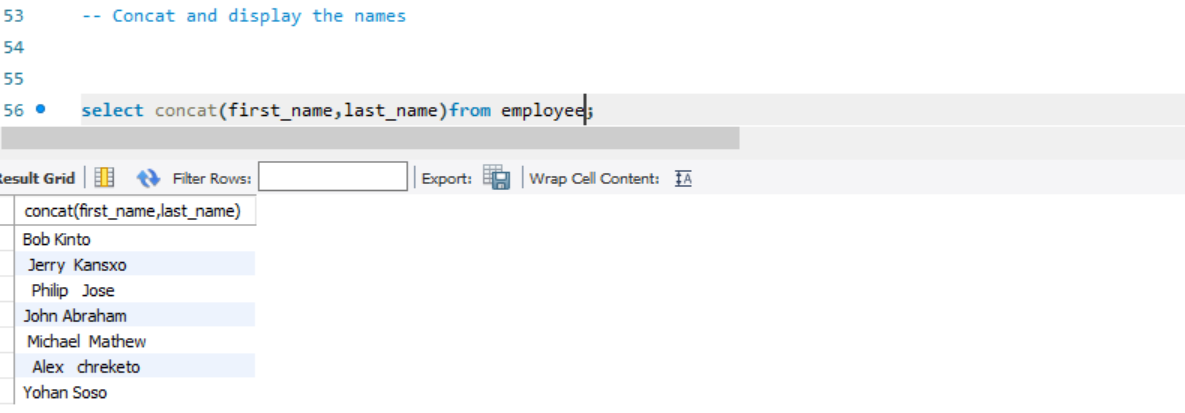 53 -- Concat and display the names
54
55
56 select concat(first_name,last_name)from employee;
Result Grid Filter Rows: Export: Wrap Cell Content: IA
concat(first_name,last_name)
Bob Kinto
Jerry Kansxo
Philip Jose
John Abraham
Michael Mathew
Alex chreketo
Yohan Soso